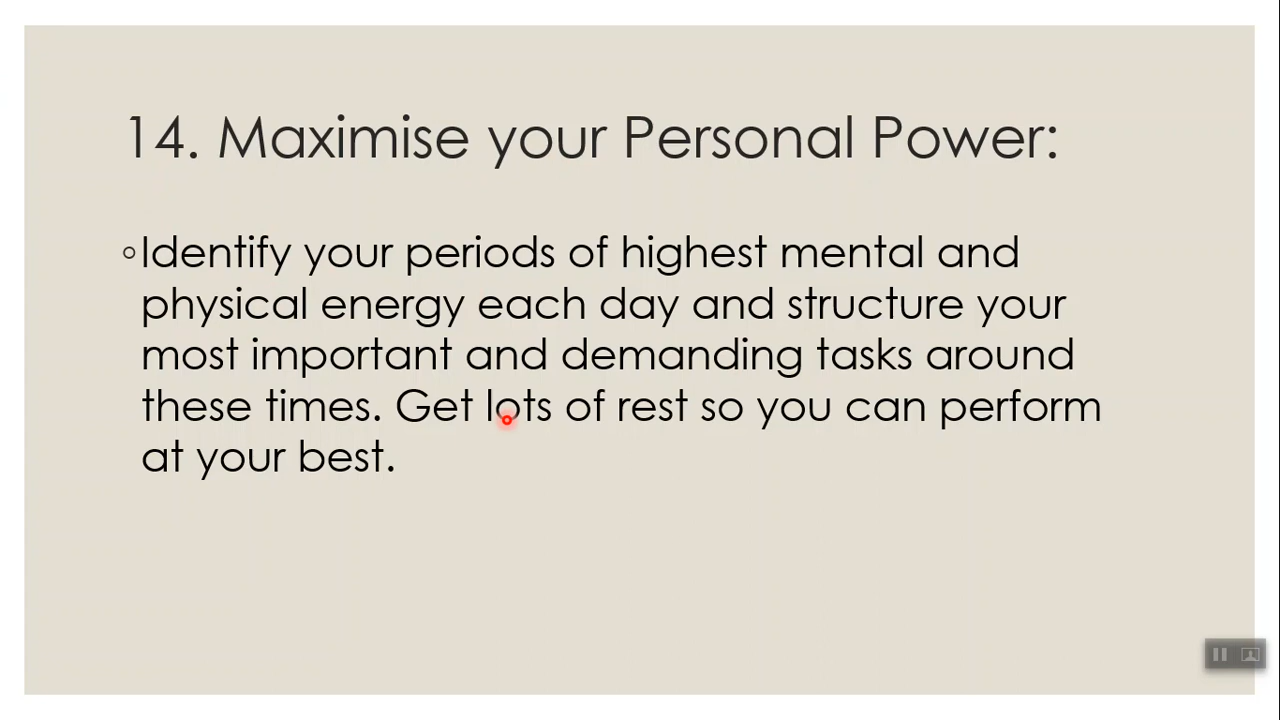 14. Maximise your Personal Power:
◦Identify your periods of highest mental and
physical energy each day and structure your
most important and demanding tasks around
these times. Get lots of rest so you can perform
at your best.